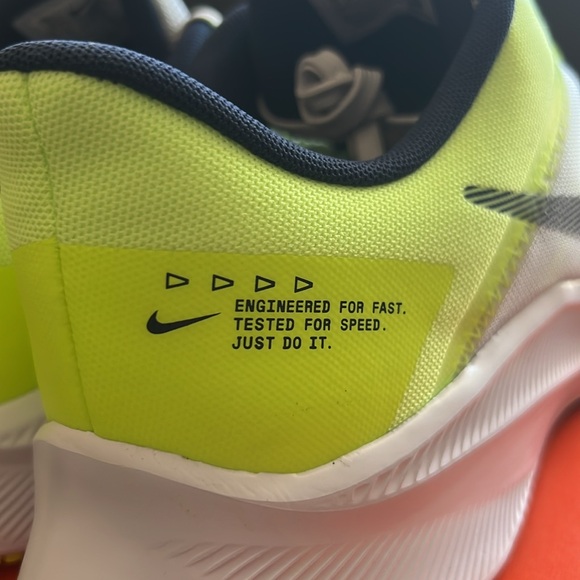 ENGINEERED FOR FAST.
TESTED FOR SPEED.
JUST DO IT.